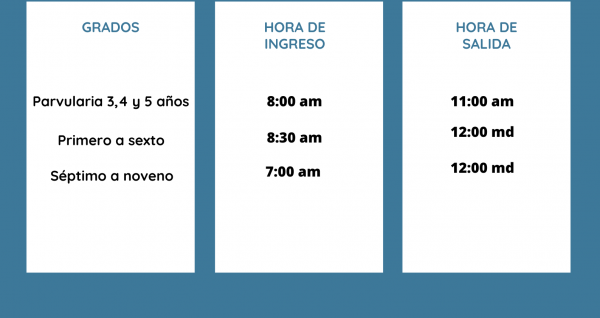 GRADOS
Parvularia 3,4 y 5 años
Primero a sexto
Séptimo a noveno
HORA DE
INGRESO
8:00 am
8:30 am
7:00 am
HORA DE
SALIDA
11:00 am
12:00 md
12:00 md